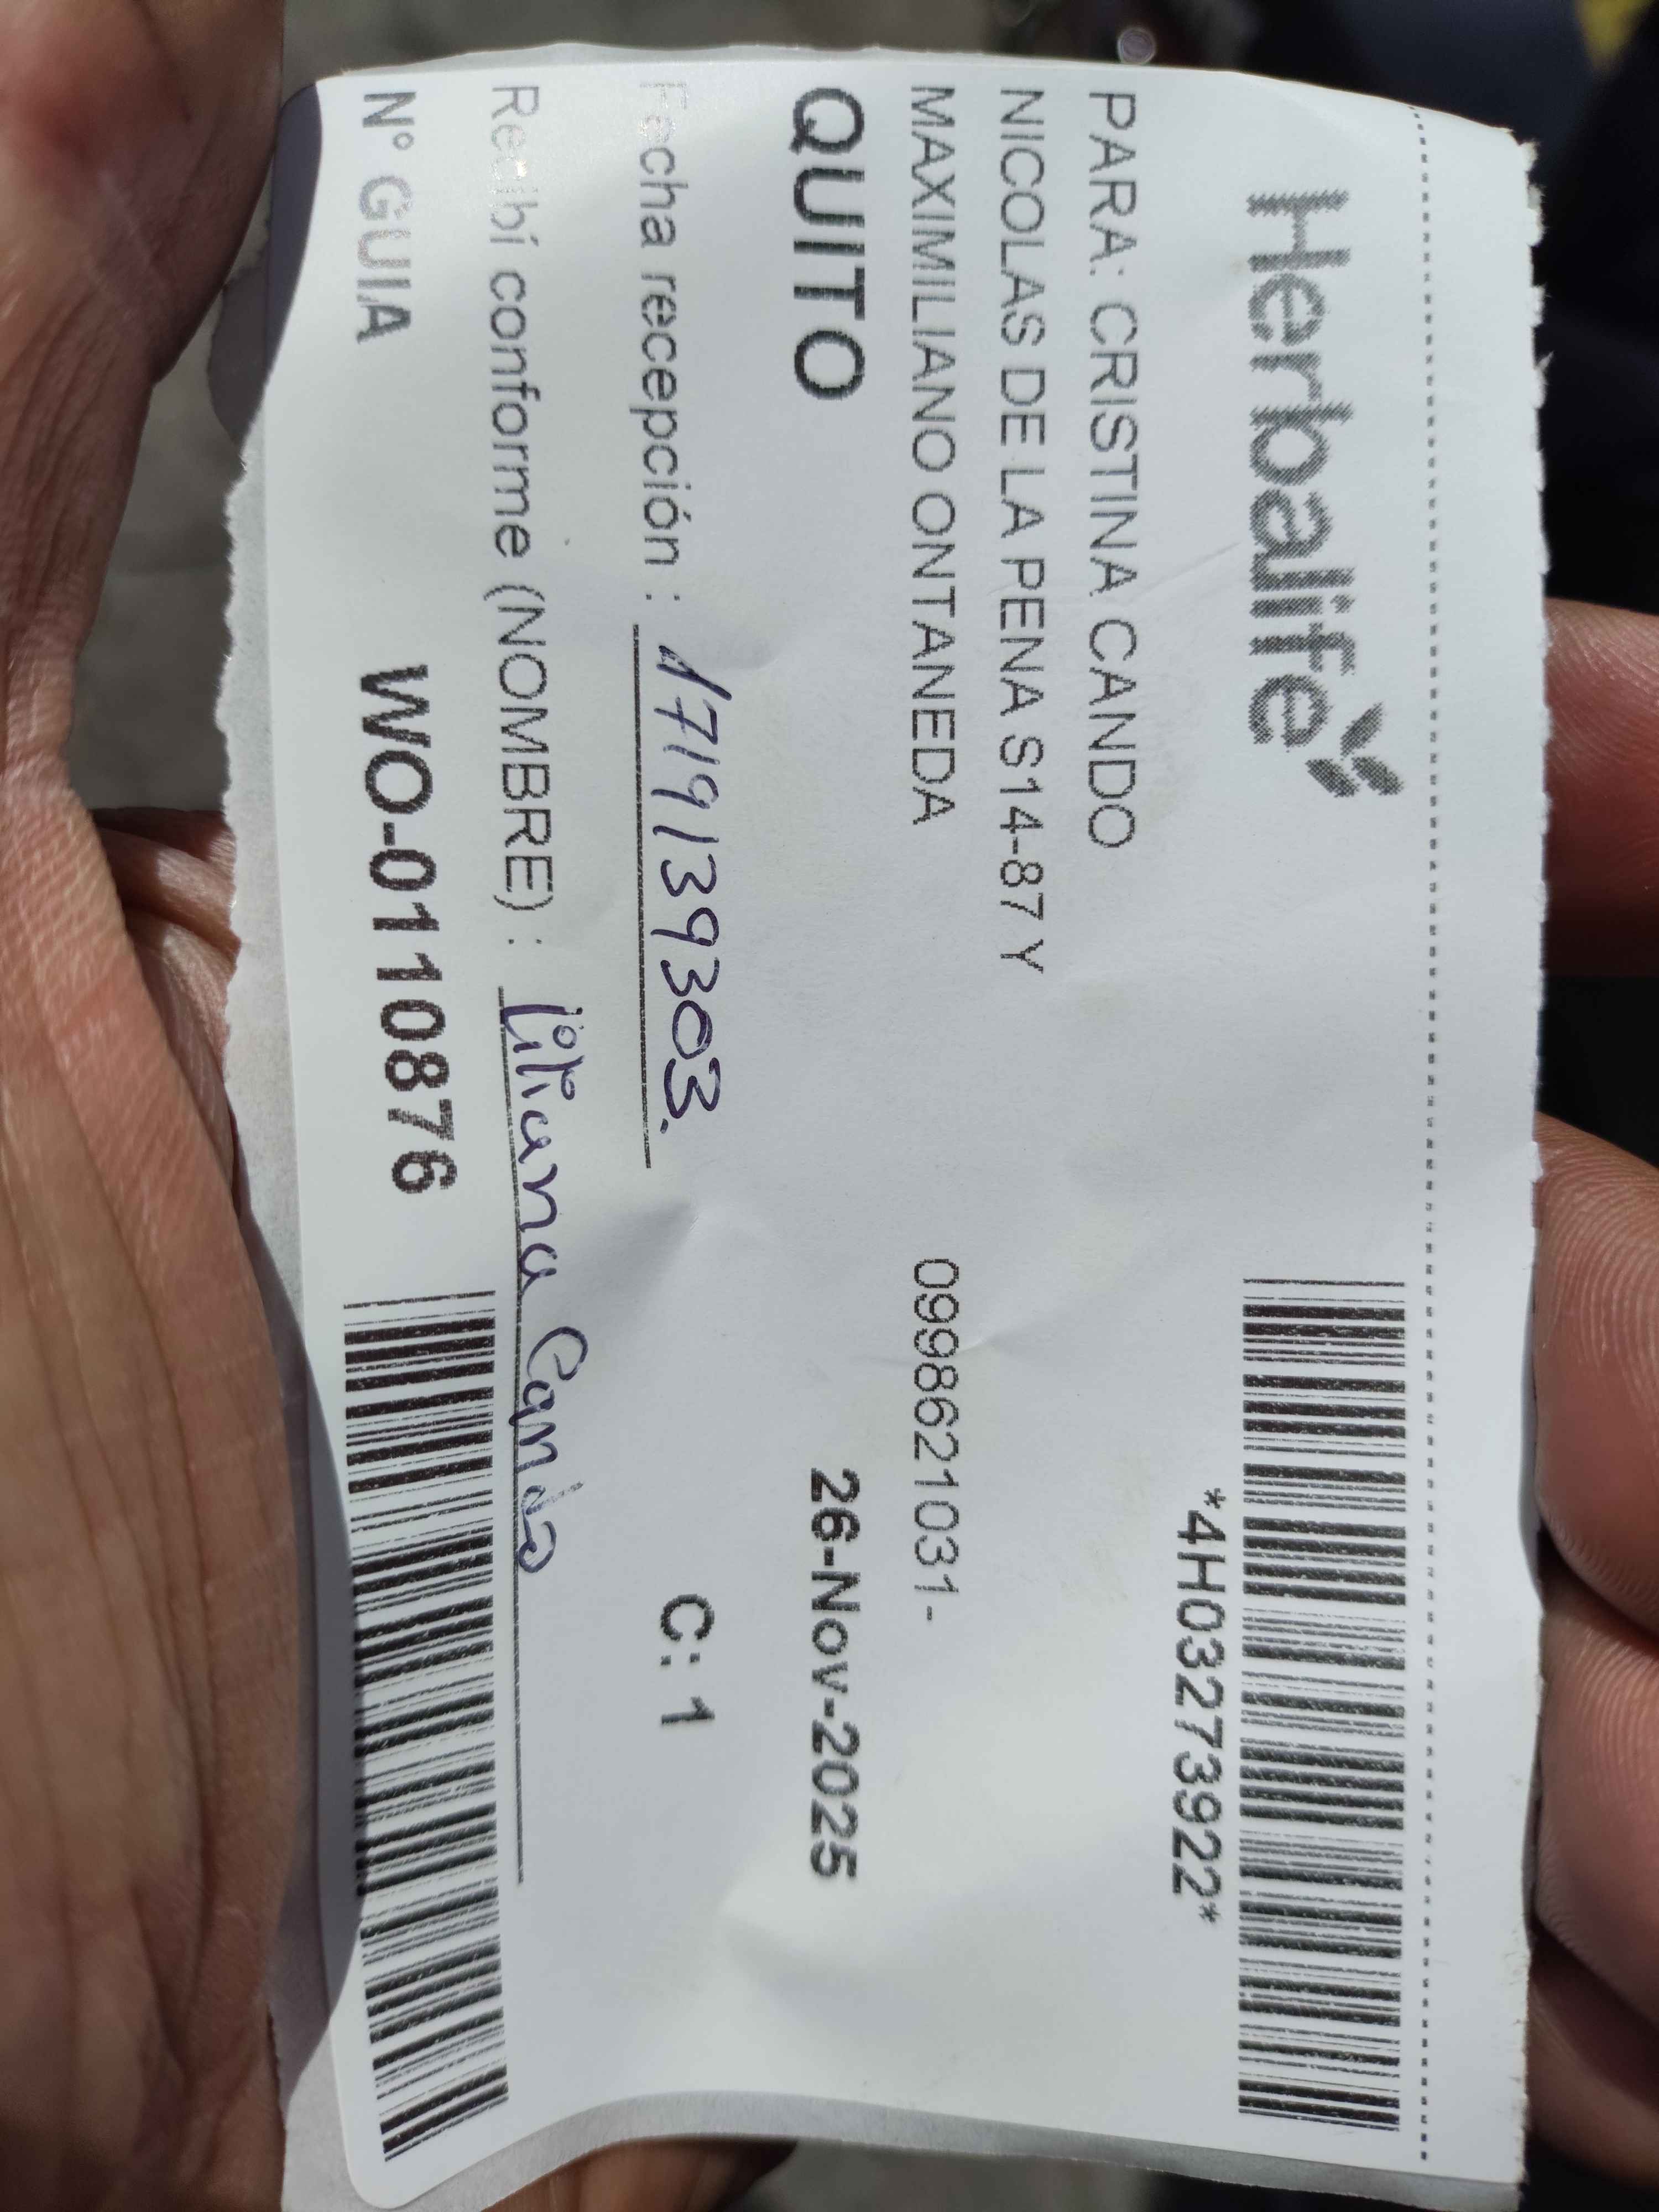 Herbalife
*4H03273922*
PARA: CRISTINA CANDO
NICOLAS DE LA PENA S14-87 Y
MAXIMILIANO ONTANEDA 0998621031-
QUITO 26-Nov-2025
Fecha recepción : 1719139303. C: 1
Recibí conforme (NOMBRE) : Liliana Cando
N° GUIA WO-0110876